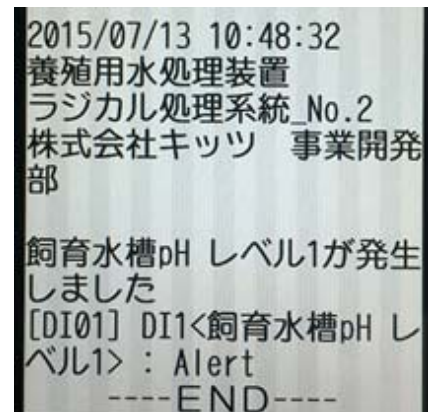 2015/07/13 10:48:32
養殖用水処理装置
ラジカル処理系統_No.2
株式会社キッツ　事業開発
部
飼育水槽pH レベル1が発生
しました
[DI01] DI1<飼育水槽pH レ
ベル1> : Alert
----END----